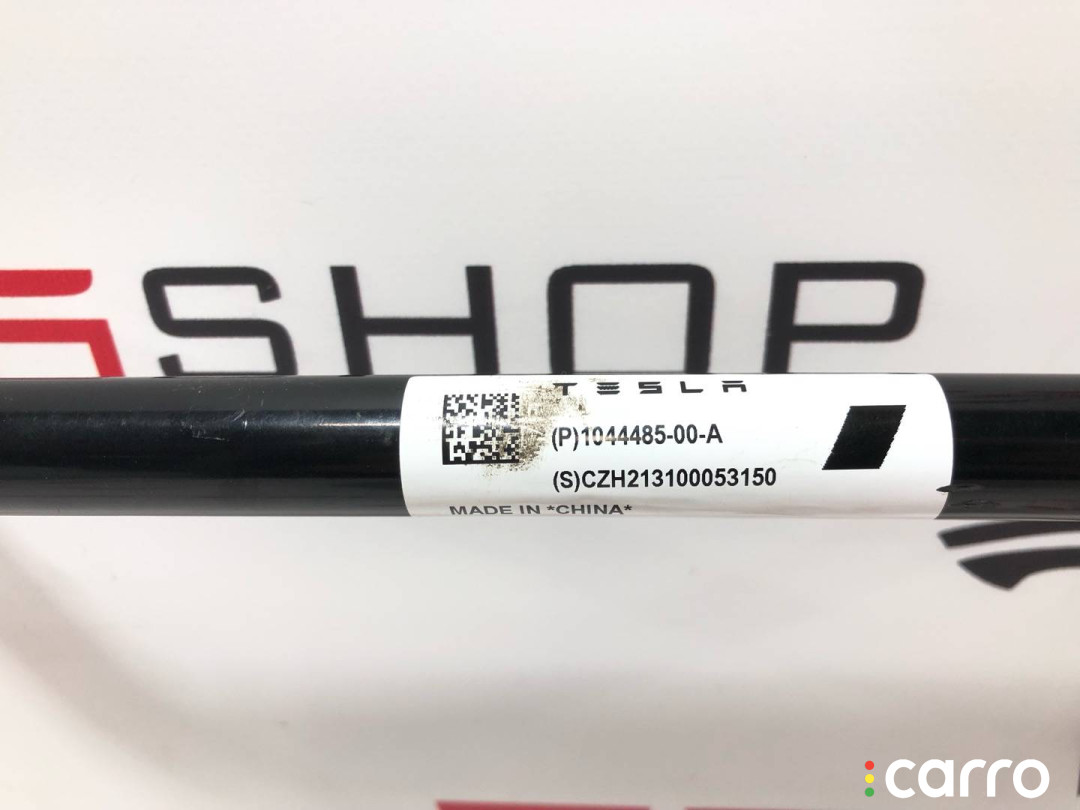 SHOP
TESLA
(P)1044485-00-A
(S)CZH213100053150
MADE IN *CHINA*
carro